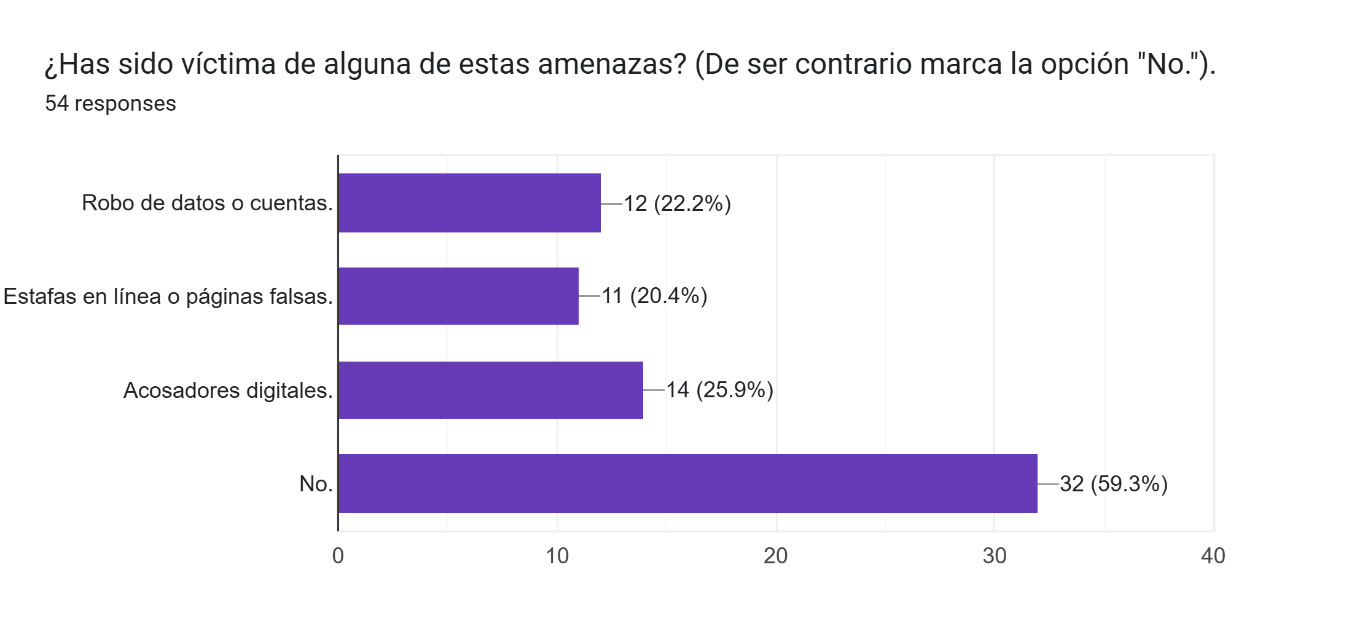 ¿Has sido víctima de alguna de estas amenazas? (De ser contrario marca la opción "No.").
54 responses
Robo de datos o cuentas.
12 (22.2%)
Estafas en línea o páginas falsas.
11 (20.4%)
Acosadores digitales.
14 (25.9%)
No.
32 (59.3%)
0 10 20 30 40